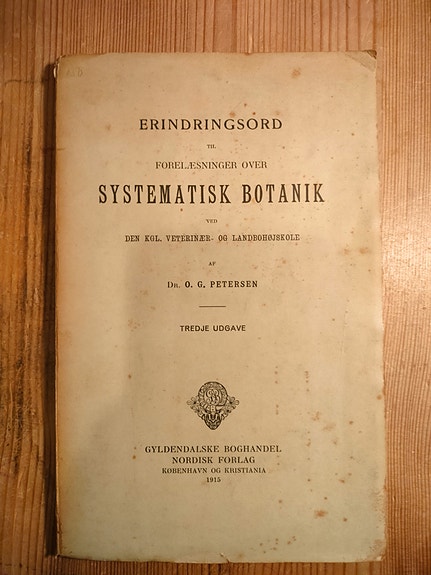 ERINDRINGSORD
TIL
FORELÆSNINGER OVER
SYSTEMATISK BOTANIK
VED
DEN KGL. VETERINÆR- OG LANDBOHØJSKOLE
AF
DR. O. G. PETERSEN
TREDJE UDGAVE
GYLDENDALSKE BOGHANDEL
NORDISK FORLAG
KØBENHAVN OG KRISTIANIA
1915